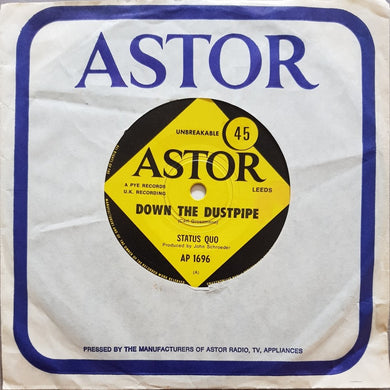 ASTOR
UNBREAKABLE 45
ASTOR
A PYE RECORDS
U.K. RECORDING
LEEDS
DOWN THE DUSTPIPE
STATUS QUO
Produced by John Schroeder
AP 1696
(A)
PRESSED BY THE MANUFACTURERS OF ASTOR RADIO, TV, APPLIANCES